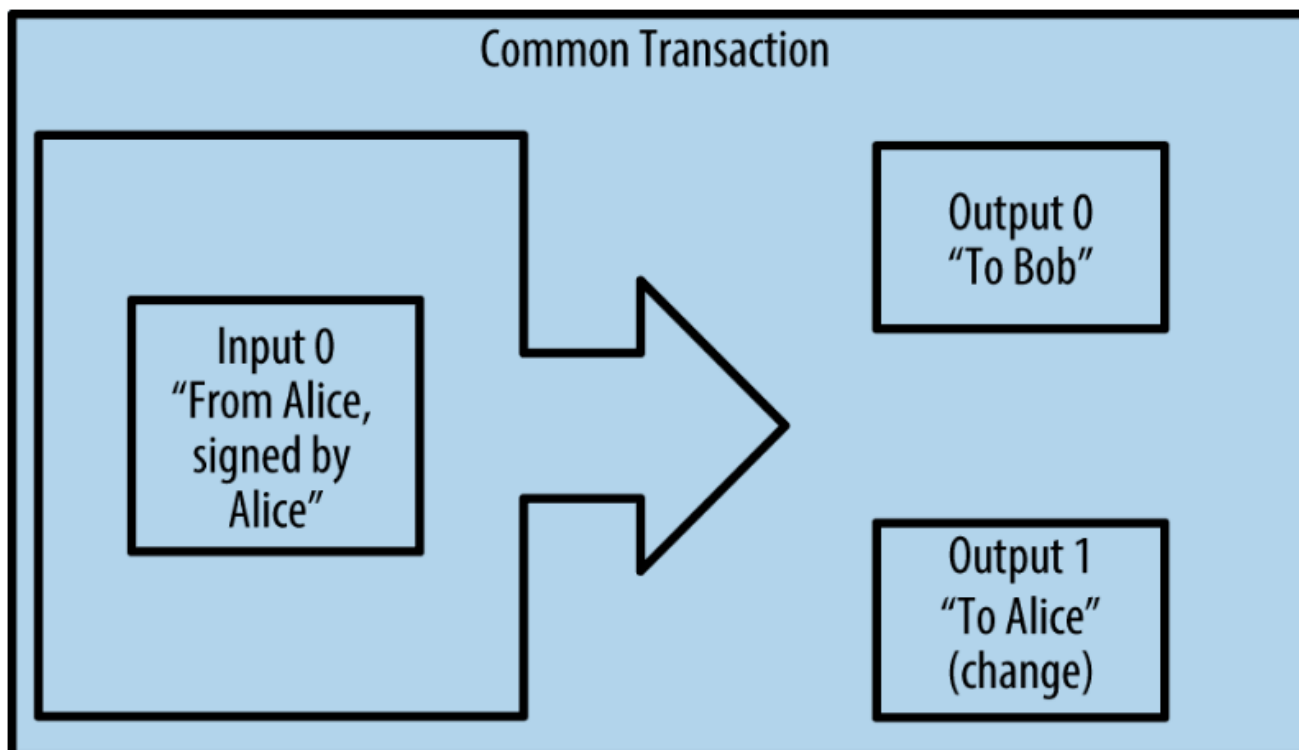 Common Transaction
Input 0
“From Alice,
signed by
Alice”
Output 0
“To Bob”
Output 1
“To Alice”
(change)